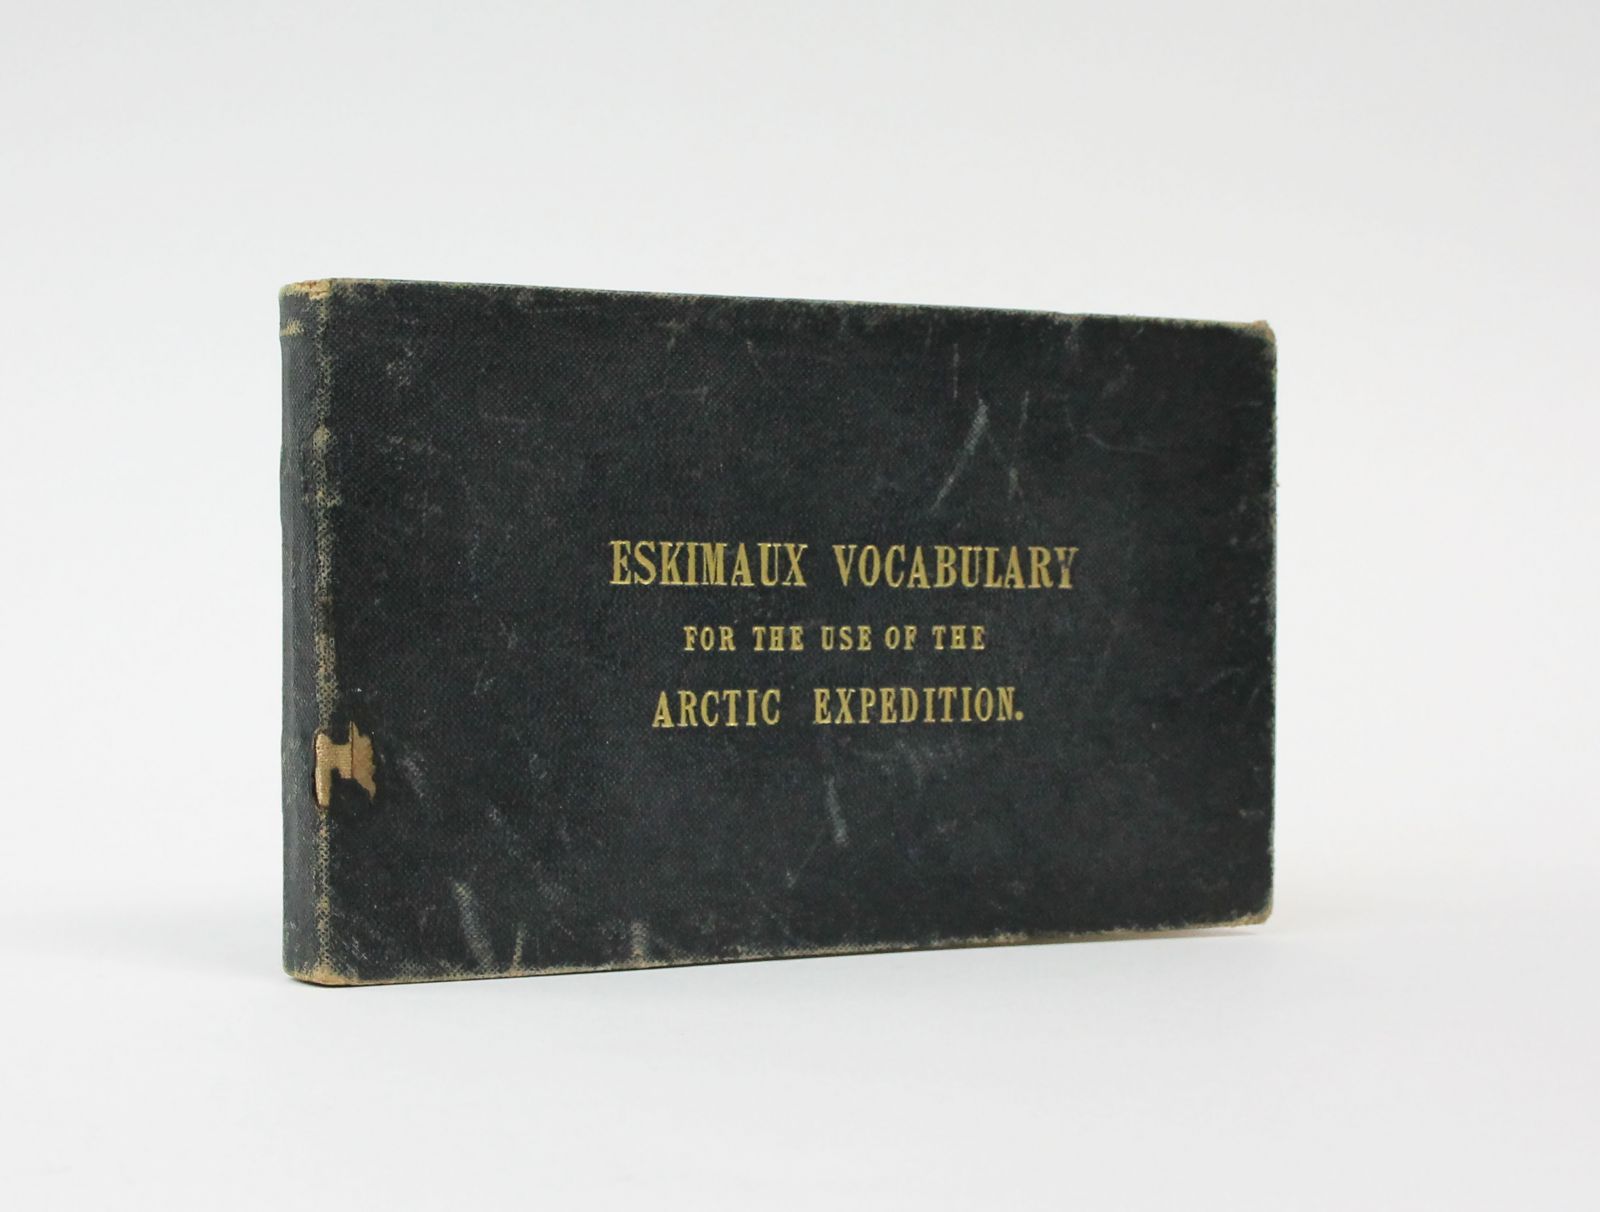 ESKIMAUX VOCABULARY
FOR THE USE OF THE
ARCTIC EXPEDITION.